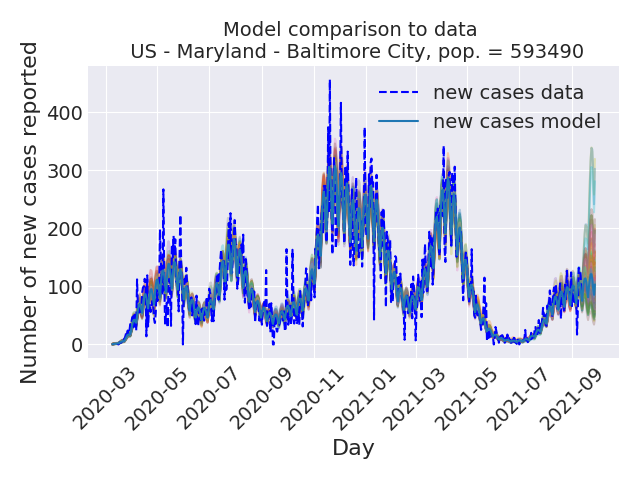 Model comparison to data
US - Maryland - Baltimore City, pop. = 593490
Number of new cases reported
400
300
200
100
0
new cases data
new cases model
2020-03
2020-05
2020-07
2020-09
2020-11
2021-01
2021-03
2021-05
2021-07
2021-09
Day